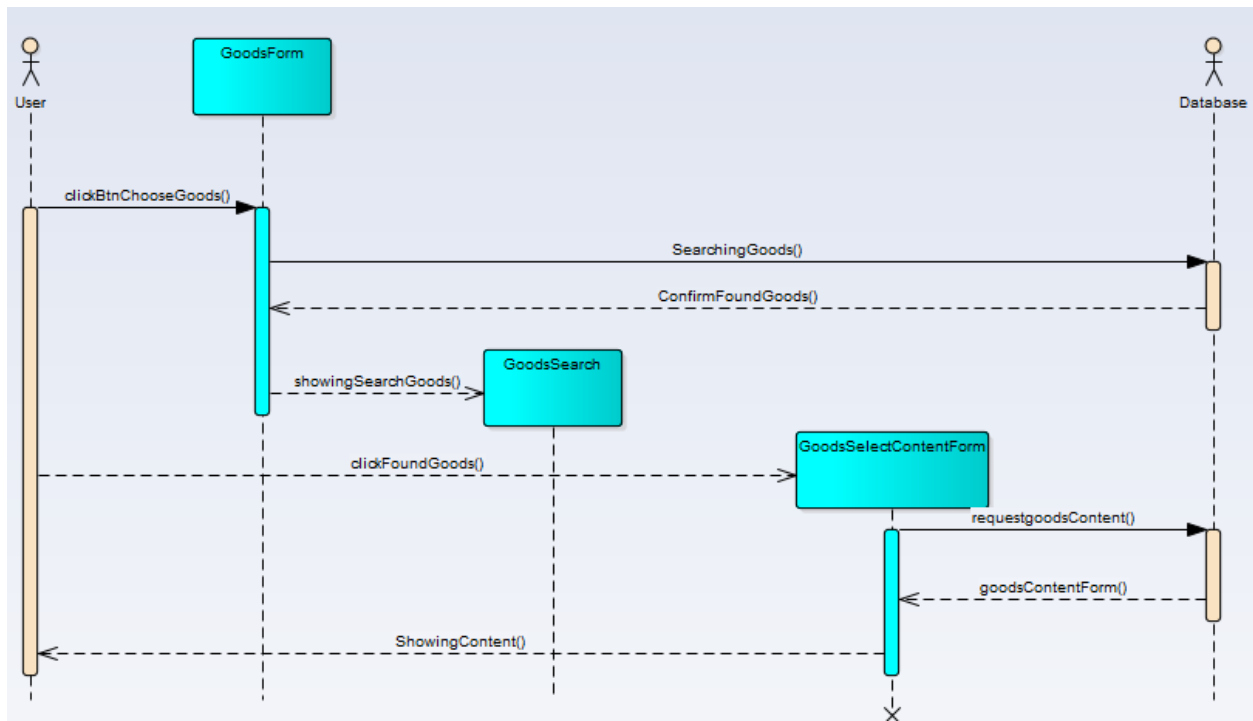 GoodsForm
User
Database
clickBtnChooseGoods()
SearchingGoods()
ConfirmFoundGoods()
GoodsSearch
showingSearchGoods()
GoodsSelectContentForm
clickFoundGoods()
requestgoodsContent()
goodsContentForm()
ShowingContent()